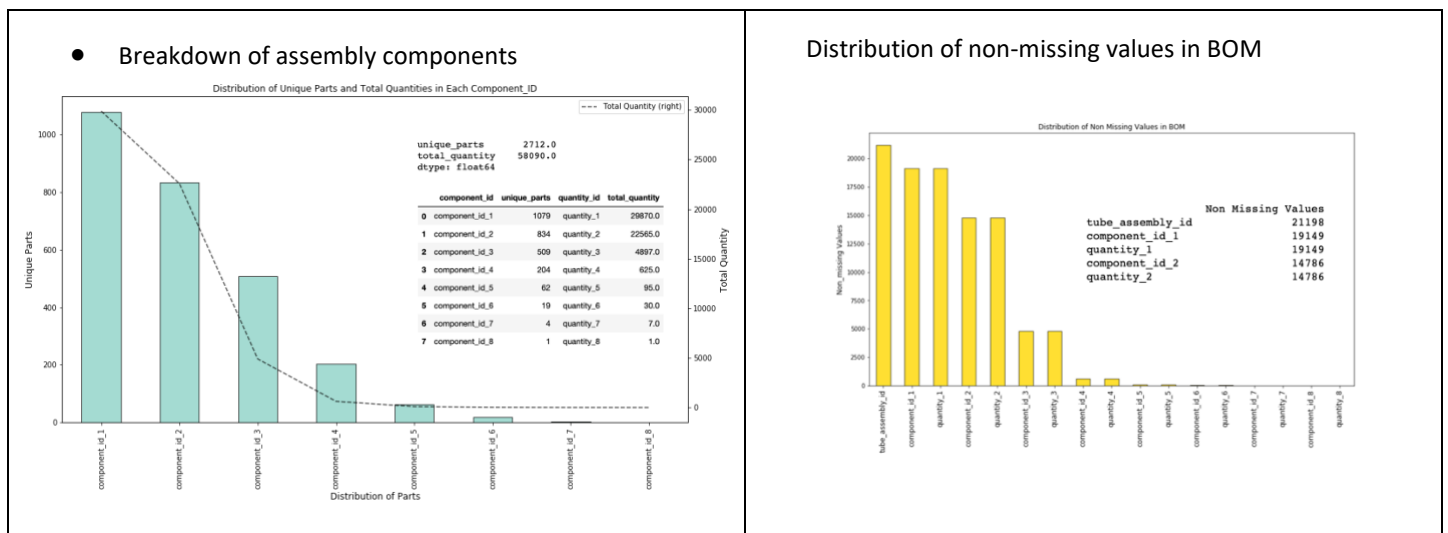 ● Breakdown of assembly components
Distribution of Unique Parts and Total Quantities in Each Component_ID
--- Total Quantity (right)
1000
800
600
400
200
0
Unique Parts
30000
25000
20000
15000
10000
5000
0
Total Quantity
unique_parts 2712.0
total_quantity 58090.0
dtype: float64
component_id unique_parts quantity_id total_quantity
0 component_id_1 1079 quantity_1 29870.0
1 component_id_2 834 quantity_2 22565.0
2 component_id_3 509 quantity_3 4897.0
3 component_id_4 204 quantity_4 625.0
4 component_id_5 62 quantity_5 95.0
5 component_id_6 19 quantity_6 30.0
6 component_id_7 4 quantity_7 7.0
7 component_id_8 1 quantity_8 1.0
component_id_1
component_id_2
component_id_3
component_id_4
component_id_5
component_id_6
component_id_7
component_id_8
Distribution of Parts
Distribution of non-missing values in BOM
Distribution of Non Missing Values in BOM
20000
17500
15000
12500
10000
7500
5000
2500
0
Non_missing Values
Non Missing Values
tube_assembly_id 21198
component_id_1 19149
quantity_1 19149
component_id_2 14786
quantity_2 14786
tube_assembly_id
component_id_1
quantity_1
component_id_2
quantity_2
component_id_3
quantity_3
component_id_4
quantity_4
component_id_5
quantity_5
component_id_6
quantity_6
component_id_7
quantity_7
component_id_8
quantity_8